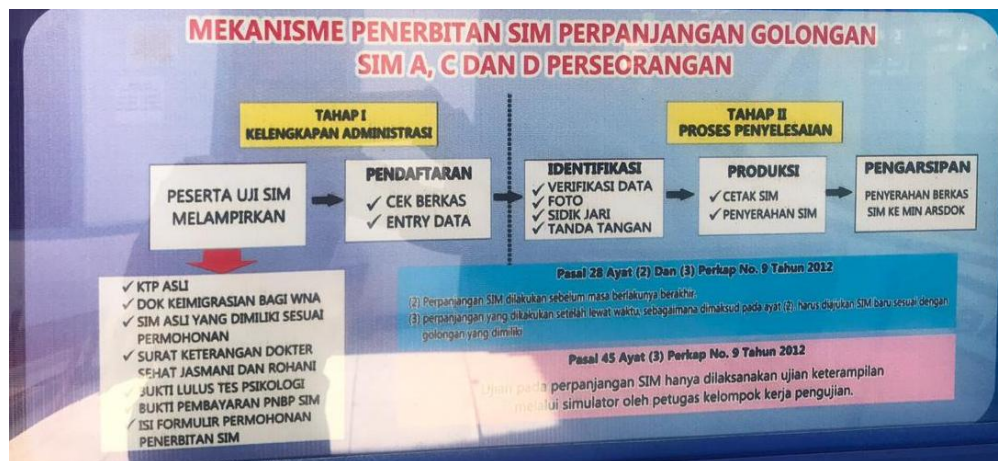 MEKANISME PENERBITAN SIM PERPANJANGAN GOLONGAN
SIM A, C DAN D PERSEORANGAN
TAHAP I
KELENGKAPAN ADMINISTRASI
TAHAP II
PROSES PENYELESAIAN
PESERTA UJI SIM
MELAMPIRKAN
PENDAFTARAN
✓ CEK BERKAS
✓ ENTRY DATA
IDENTIFIKASI
✓ VERIFIKASI DATA
✓ FOTO
✓ SIDIK JARI
✓ TANDA TANGAN
PRODUKSI
✓ CETAK SIM
✓ PENYERAHAN SIM
PENGARSIPAN
PENYERAHAN BERKAS
SIM KE MIN ARSDOK
✓ KTP ASLI
✓ DOK KEIMIGRASIAN BAGI WNA
✓ SIM ASLI YANG DIMILIKI SESUAI
PERMOHONAN
✓ SURAT KETERANGAN DOKTER
SEHAT JASMANI DAN ROHANI
✓ BUKTI LULUS TES PSIKOLOGI
✓ BUKTI PEMBAYARAN PNBP SIM
✓ ISI FORMULIR PERMOHONAN
PENERBITAN SIM
Pasal 28 Ayat (2) Dan (3) Perkap No. 9 Tahun 2012
(2) Perpanjangan SIM dilakukan sebelum masa berlakunya berakhir.
(3) perpanjangan yang dikakukan setelah lewat waktu, sebagaimana dimaksud pada ayat (2) harus diajukan SIM baru sesuai dengan
golongan yang dimiliki
Pasal 45 Ayat (3) Perkap No. 9 Tahun 2012
Ujian pada perpanjangan SIM hanya dilaksanakan ujian keterampilan
melalui simulator oleh petugas kelompok kerja pengujian.